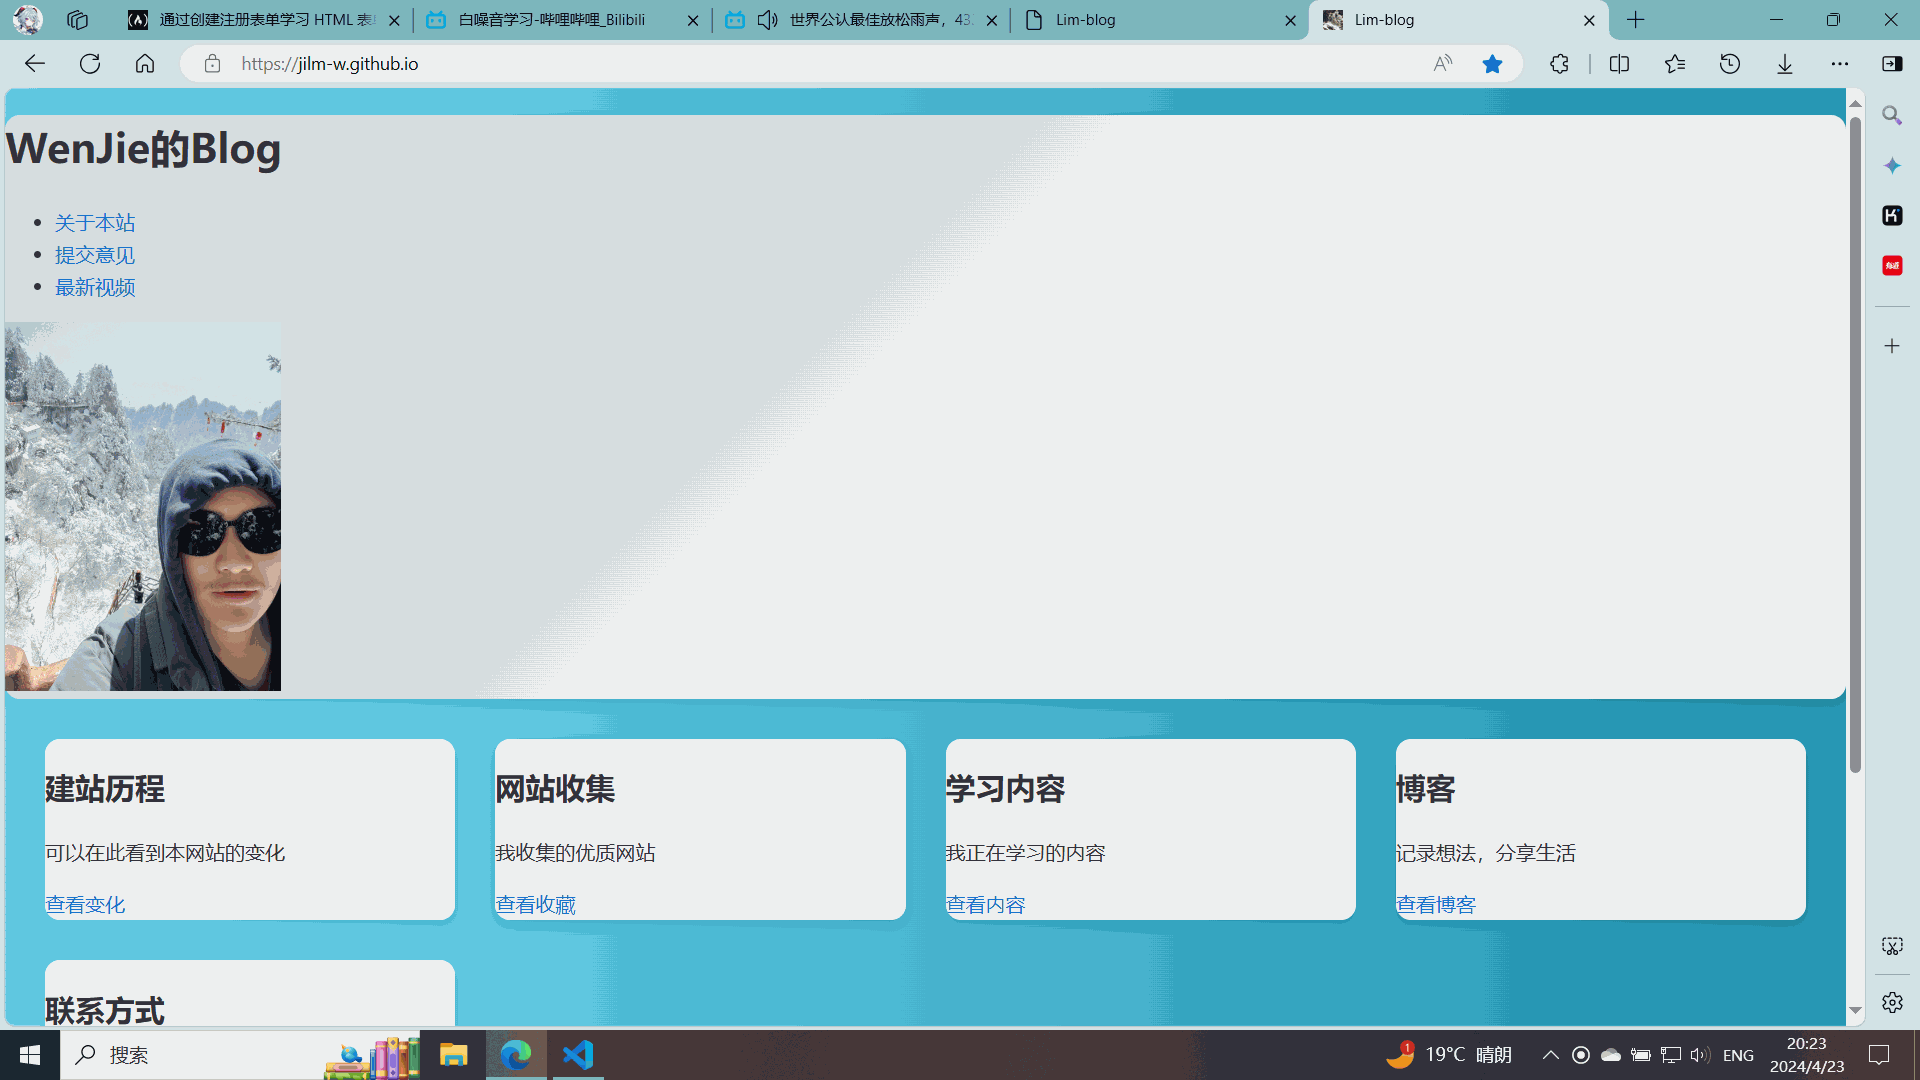 通过创建注册表单学习 HTML 表
白噪音学习-哔哩哔哩_Bilibili
世界公认最佳放松雨声，43.
Lim-blog
Lim-blog
https://jilm-w.github.io
WenJie的Blog
关于本站
提交意见
最新视频
建站历程
可以在此看到本网站的变化
查看变化
网站收集
我收集的优质网站
查看收藏
学习内容
我正在学习的内容
查看内容
博客
记录想法，分享生活
查看博客
联系方式
搜索
1
19°C 晴朗
ENG
20:23
2024/4/23